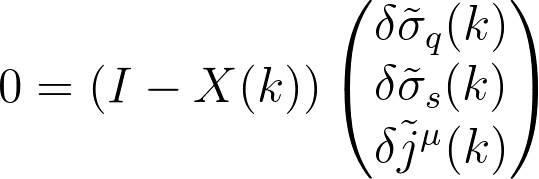 0 = (I − X(k)) (δσ̃_q(k)
δσ̃_s(k)
δj̃^μ(k))